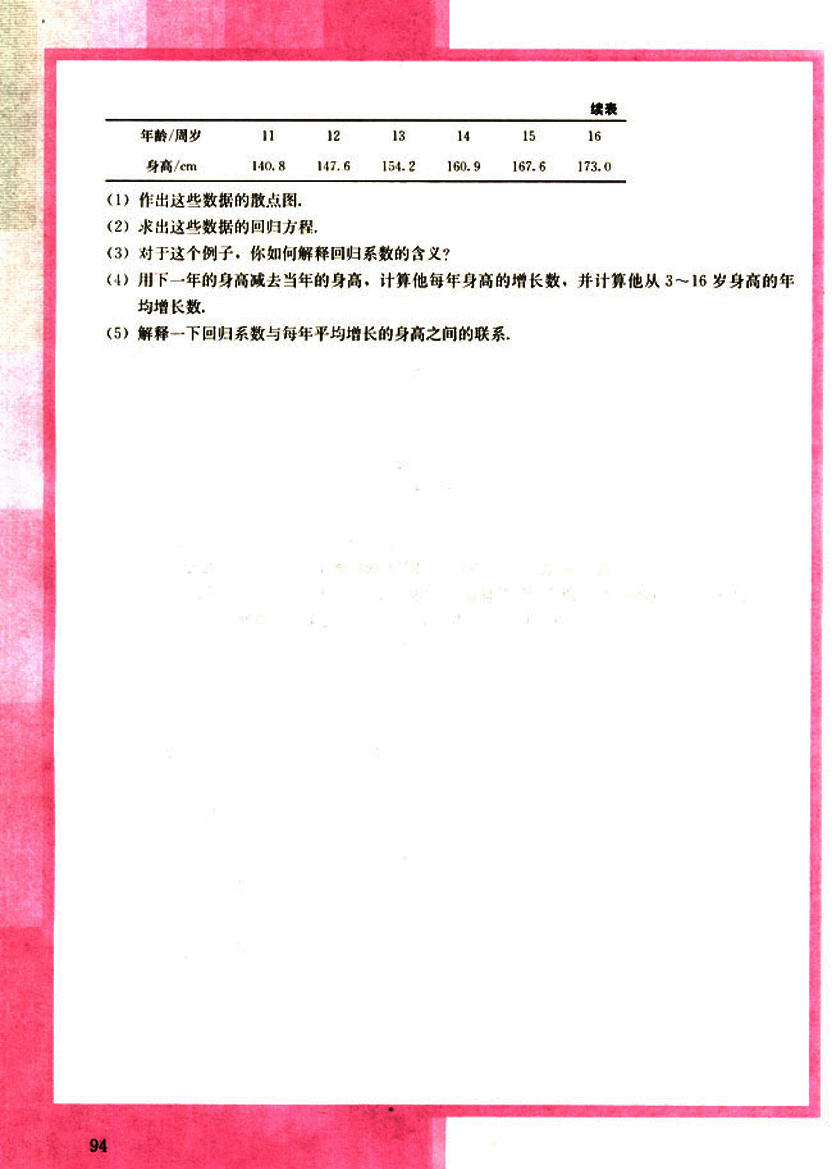 续表
年龄/周岁 11 12 13 14 15 16
身高/cm 140.8 147.6 154.2 160.9 167.6 173.0
(1) 作出这些数据的散点图.
(2) 求出这些数据的回归方程.
(3) 对于这个例子,你如何解释回归系数的含义?
(4) 用下一年的身高减去当年的身高,计算他每年身高的增长数,并计算他从 3~16 岁身高的年
均增长数.
(5) 解释一下回归系数与每年平均增长的身高之间的联系.
94